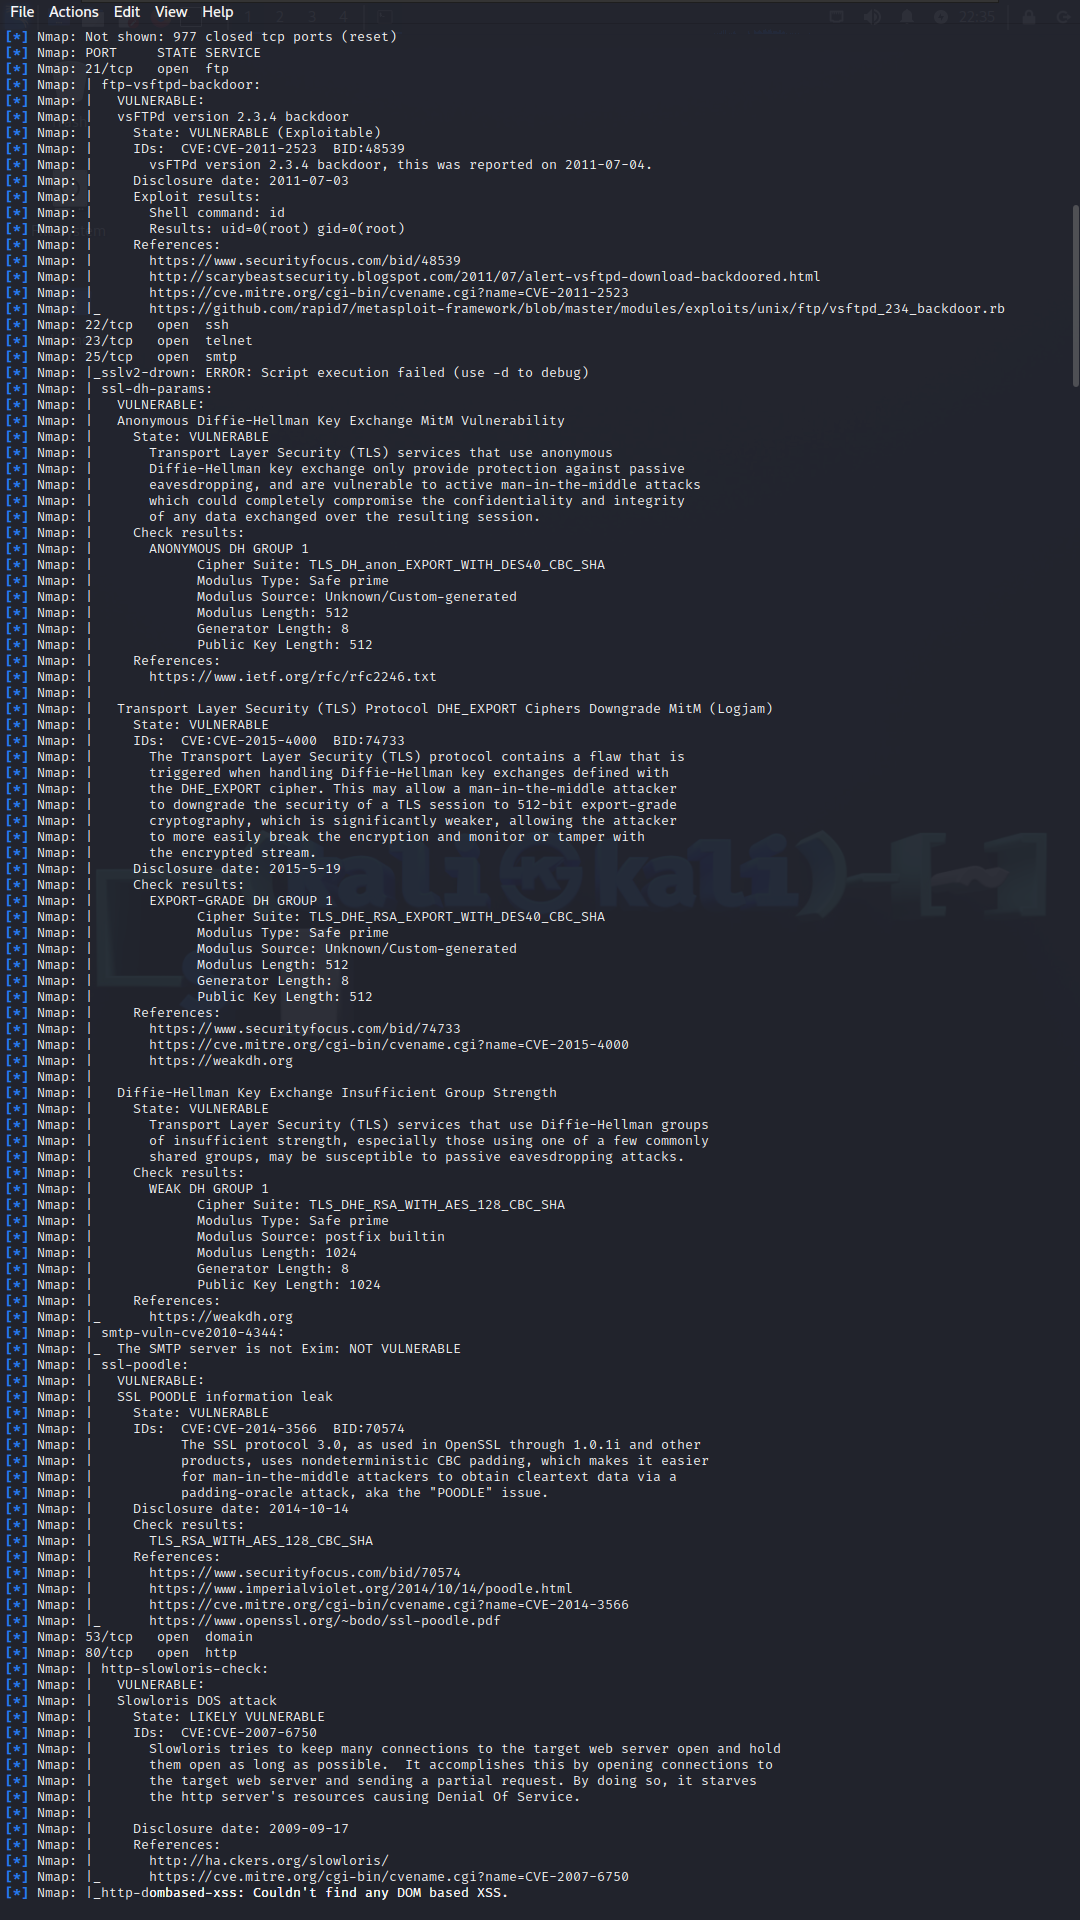 File Actions Edit View Help
22:35
[*] Nmap: Not shown: 977 closed tcp ports (reset)
[*] Nmap: PORT     STATE SERVICE
[*] Nmap: 21/tcp   open  ftp
[*] Nmap: | ftp-vsftpd-backdoor:
[*] Nmap: |   VULNERABLE:
[*] Nmap: |   vsFTPd version 2.3.4 backdoor
[*] Nmap: |     State: VULNERABLE (Exploitable)
[*] Nmap: |     IDs:  CVE:CVE-2011-2523  BID:48539
[*] Nmap: |       vsFTPd version 2.3.4 backdoor, this was reported on 2011-07-04.
[*] Nmap: |     Disclosure date: 2011-07-03
[*] Nmap: |     Exploit results:
[*] Nmap: |       Shell command: id
[*] Nmap: |       Results: uid=0(root) gid=0(root)
[*] Nmap: |     References:
[*] Nmap: |       https://www.securityfocus.com/bid/48539
[*] Nmap: |       http://scarybeastsecurity.blogspot.com/2011/07/alert-vsftpd-download-backdoored.html
[*] Nmap: |       https://cve.mitre.org/cgi-bin/cvename.cgi?name=CVE-2011-2523
[*] Nmap: |_      https://github.com/rapid7/metasploit-framework/blob/master/modules/exploits/unix/ftp/vsftpd_234_backdoor.rb
[*] Nmap: 22/tcp   open  ssh
[*] Nmap: 23/tcp   open  telnet
[*] Nmap: 25/tcp   open  smtp
[*] Nmap: |_sslv2-drown: ERROR: Script execution failed (use -d to debug)
[*] Nmap: | ssl-dh-params:
[*] Nmap: |   VULNERABLE:
[*] Nmap: |   Anonymous Diffie-Hellman Key Exchange MitM Vulnerability
[*] Nmap: |     State: VULNERABLE
[*] Nmap: |       Transport Layer Security (TLS) services that use anonymous
[*] Nmap: |       Diffie-Hellman key exchange only provide protection against passive
[*] Nmap: |       eavesdropping, and are vulnerable to active man-in-the-middle attacks
[*] Nmap: |       which could completely compromise the confidentiality and integrity
[*] Nmap: |       of any data exchanged over the resulting session.
[*] Nmap: |     Check results:
[*] Nmap: |       ANONYMOUS DH GROUP 1
[*] Nmap: |             Cipher Suite: TLS_DH_anon_EXPORT_WITH_DES40_CBC_SHA
[*] Nmap: |             Modulus Type: Safe prime
[*] Nmap: |             Modulus Source: Unknown/Custom-generated
[*] Nmap: |             Modulus Length: 512
[*] Nmap: |             Generator Length: 8
[*] Nmap: |             Public Key Length: 512
[*] Nmap: |     References:
[*] Nmap: |       https://www.ietf.org/rfc/rfc2246.txt
[*] Nmap: |
[*] Nmap: |   Transport Layer Security (TLS) Protocol DHE_EXPORT Ciphers Downgrade MitM (Logjam)
[*] Nmap: |     State: VULNERABLE
[*] Nmap: |     IDs:  CVE:CVE-2015-4000  BID:74733
[*] Nmap: |       The Transport Layer Security (TLS) protocol contains a flaw that is
[*] Nmap: |       triggered when handling Diffie-Hellman key exchanges defined with
[*] Nmap: |       the DHE_EXPORT cipher. This may allow a man-in-the-middle attacker
[*] Nmap: |       to downgrade the security of a TLS session to 512-bit export-grade
[*] Nmap: |       cryptography, which is significantly weaker, allowing the attacker
[*] Nmap: |       to more easily break the encryption and monitor or tamper with
[*] Nmap: |       the encrypted stream.
[*] Nmap: |     Disclosure date: 2015-5-19
[*] Nmap: |     Check results:
[*] Nmap: |       EXPORT-GRADE DH GROUP 1
[*] Nmap: |             Cipher Suite: TLS_DHE_RSA_EXPORT_WITH_DES40_CBC_SHA
[*] Nmap: |             Modulus Type: Safe prime
[*] Nmap: |             Modulus Source: Unknown/Custom-generated
[*] Nmap: |             Modulus Length: 512
[*] Nmap: |             Generator Length: 8
[*] Nmap: |             Public Key Length: 512
[*] Nmap: |     References:
[*] Nmap: |       https://www.securityfocus.com/bid/74733
[*] Nmap: |       https://cve.mitre.org/cgi-bin/cvename.cgi?name=CVE-2015-4000
[*] Nmap: |       https://weakdh.org
[*] Nmap: |
[*] Nmap: |   Diffie-Hellman Key Exchange Insufficient Group Strength
[*] Nmap: |     State: VULNERABLE
[*] Nmap: |       Transport Layer Security (TLS) services that use Diffie-Hellman groups
[*] Nmap: |       of insufficient strength, especially those using one of a few commonly
[*] Nmap: |       shared groups, may be susceptible to passive eavesdropping attacks.
[*] Nmap: |     Check results:
[*] Nmap: |       WEAK DH GROUP 1
[*] Nmap: |             Cipher Suite: TLS_DHE_RSA_WITH_AES_128_CBC_SHA
[*] Nmap: |             Modulus Type: Safe prime
[*] Nmap: |             Modulus Source: postfix builtin
[*] Nmap: |             Modulus Length: 1024
[*] Nmap: |             Generator Length: 8
[*] Nmap: |             Public Key Length: 1024
[*] Nmap: |     References:
[*] Nmap: |_      https://weakdh.org
[*] Nmap: | smtp-vuln-cve2010-4344:
[*] Nmap: |_  The SMTP server is not Exim: NOT VULNERABLE
[*] Nmap: | ssl-poodle:
[*] Nmap: |   VULNERABLE:
[*] Nmap: |   SSL POODLE information leak
[*] Nmap: |     State: VULNERABLE
[*] Nmap: |     IDs:  CVE:CVE-2014-3566  BID:70574
[*] Nmap: |           The SSL protocol 3.0, as used in OpenSSL through 1.0.1i and other
[*] Nmap: |           products, uses nondeterministic CBC padding, which makes it easier
[*] Nmap: |           for man-in-the-middle attackers to obtain cleartext data via a
[*] Nmap: |           padding-oracle attack, aka the "POODLE" issue.
[*] Nmap: |     Disclosure date: 2014-10-14
[*] Nmap: |     Check results:
[*] Nmap: |       TLS_RSA_WITH_AES_128_CBC_SHA
[*] Nmap: |     References:
[*] Nmap: |       https://www.securityfocus.com/bid/70574
[*] Nmap: |       https://www.imperialviolet.org/2014/10/14/poodle.html
[*] Nmap: |       https://cve.mitre.org/cgi-bin/cvename.cgi?name=CVE-2014-3566
[*] Nmap: |_      https://www.openssl.org/~bodo/ssl-poodle.pdf
[*] Nmap: 53/tcp   open  domain
[*] Nmap: 80/tcp   open  http
[*] Nmap: | http-slowloris-check:
[*] Nmap: |   VULNERABLE:
[*] Nmap: |   Slowloris DOS attack
[*] Nmap: |     State: LIKELY VULNERABLE
[*] Nmap: |     IDs:  CVE:CVE-2007-6750
[*] Nmap: |       Slowloris tries to keep many connections to the target web server open and hold
[*] Nmap: |       them open as long as possible.  It accomplishes this by opening connections to
[*] Nmap: |       the target web server and sending a partial request. By doing so, it starves
[*] Nmap: |       the http server's resources causing Denial Of Service.
[*] Nmap: |
[*] Nmap: |     Disclosure date: 2009-09-17
[*] Nmap: |     References:
[*] Nmap: |       http://ha.ckers.org/slowloris/
[*] Nmap: |_      https://cve.mitre.org/cgi-bin/cvename.cgi?name=CVE-2007-6750
[*] Nmap: |_http-dombased-xss: Couldn't find any DOM based XSS.
(kali㉿kali)-[~]